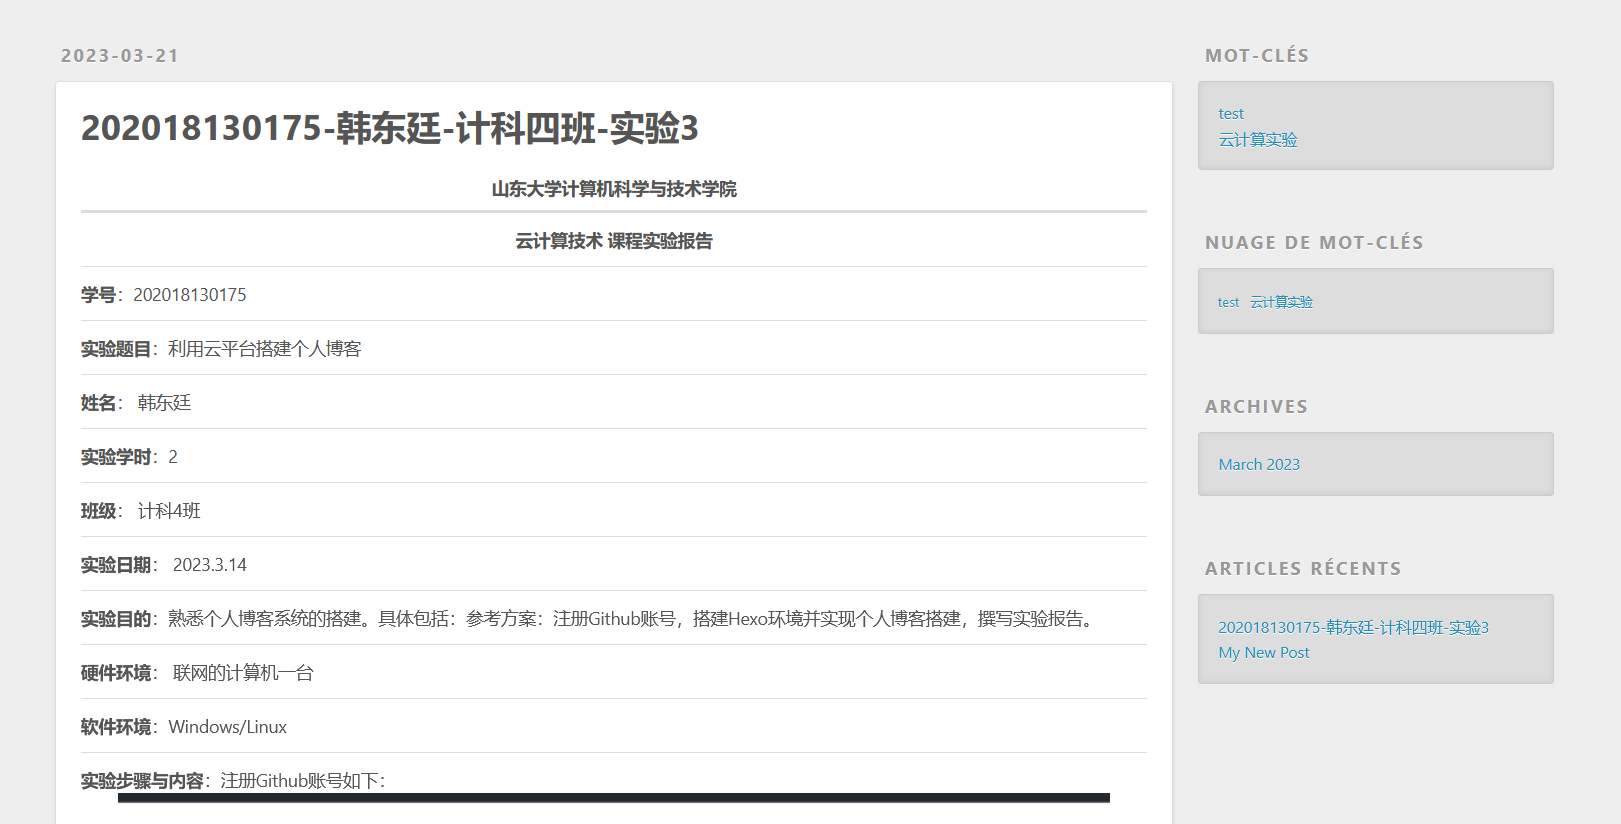 2023-03-21
202018130175-韩东廷-计科四班-实验3
山东大学计算机科学与技术学院
云计算技术 课程实验报告
学号：202018130175
实验题目：利用云平台搭建个人博客
姓名： 韩东廷
实验学时：2
班级： 计科4班
实验日期： 2023.3.14
实验目的：熟悉个人博客系统的搭建。具体包括：参考方案：注册Github账号，搭建Hexo环境并实现个人博客搭建，撰写实验报告。
硬件环境： 联网的计算机一台
软件环境：Windows/Linux
实验步骤与内容：注册Github账号如下：
MOT-CLÉS
test
云计算实验
NUAGE DE MOT-CLÉS
test 云计算实验
ARCHIVES
March 2023
ARTICLES RÉCENTS
202018130175-韩东廷-计科四班-实验3
My New Post